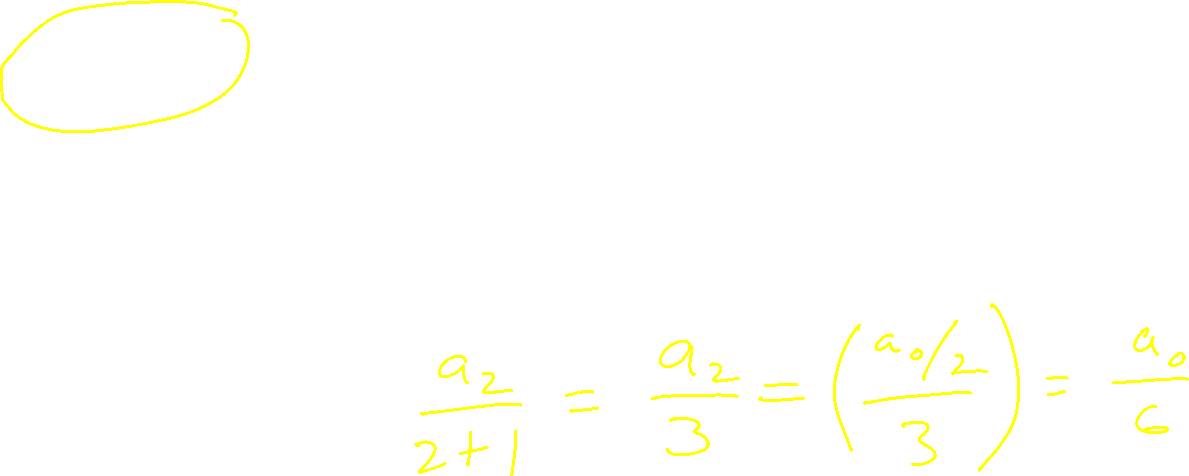 a₂/(2+1) = a₂/3 = ((a₀/2)/3) = a₀/6